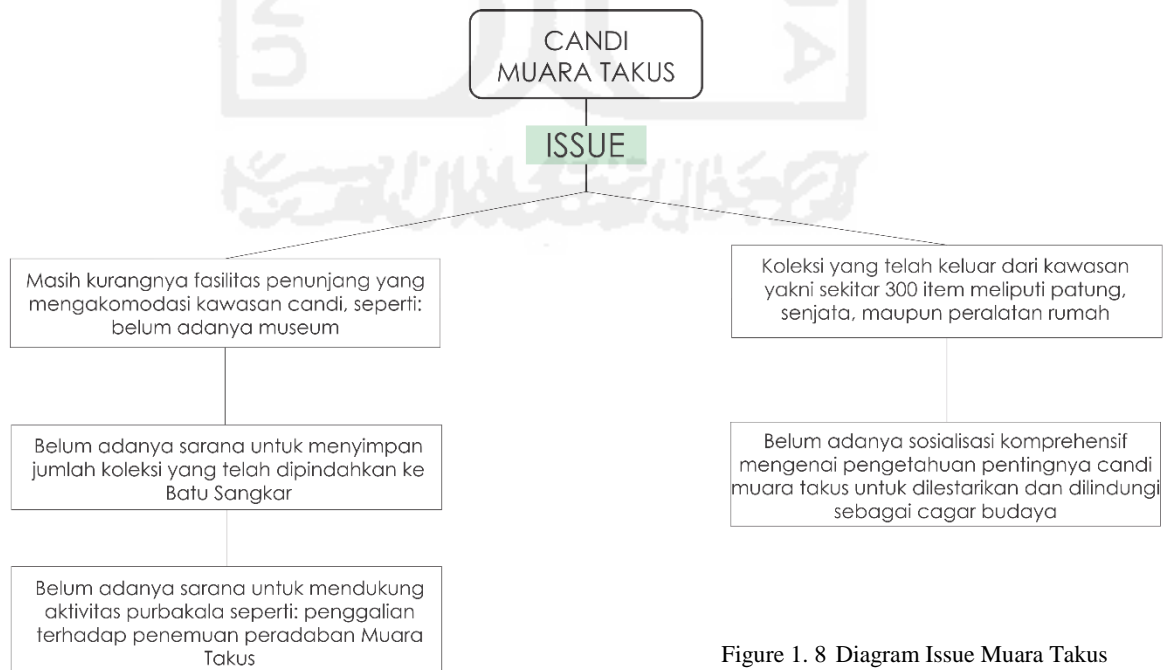 CANDI
MUARA TAKUS
ISSUE
Masih kurangnya fasilitas penunjang yang
mengakomodasi kawasan candi, seperti:
belum adanya museum
Belum adanya sarana untuk menyimpan
jumlah koleksi yang telah dipindahkan ke
Batu Sangkar
Belum adanya sarana untuk mendukung
aktivitas purbakala seperti: penggalian
terhadap penemuan peradaban Muara
Takus
Koleksi yang telah keluar dari kawasan
yakni sekitar 300 item meliputi patung,
senjata, maupun peralatan rumah
Belum adanya sosialisasi komprehensif
mengenai pengetahuan pentingnya candi
muara takus untuk dilestarikan dan dilindungi
sebagai cagar budaya
Figure 1. 8 Diagram Issue Muara Takus